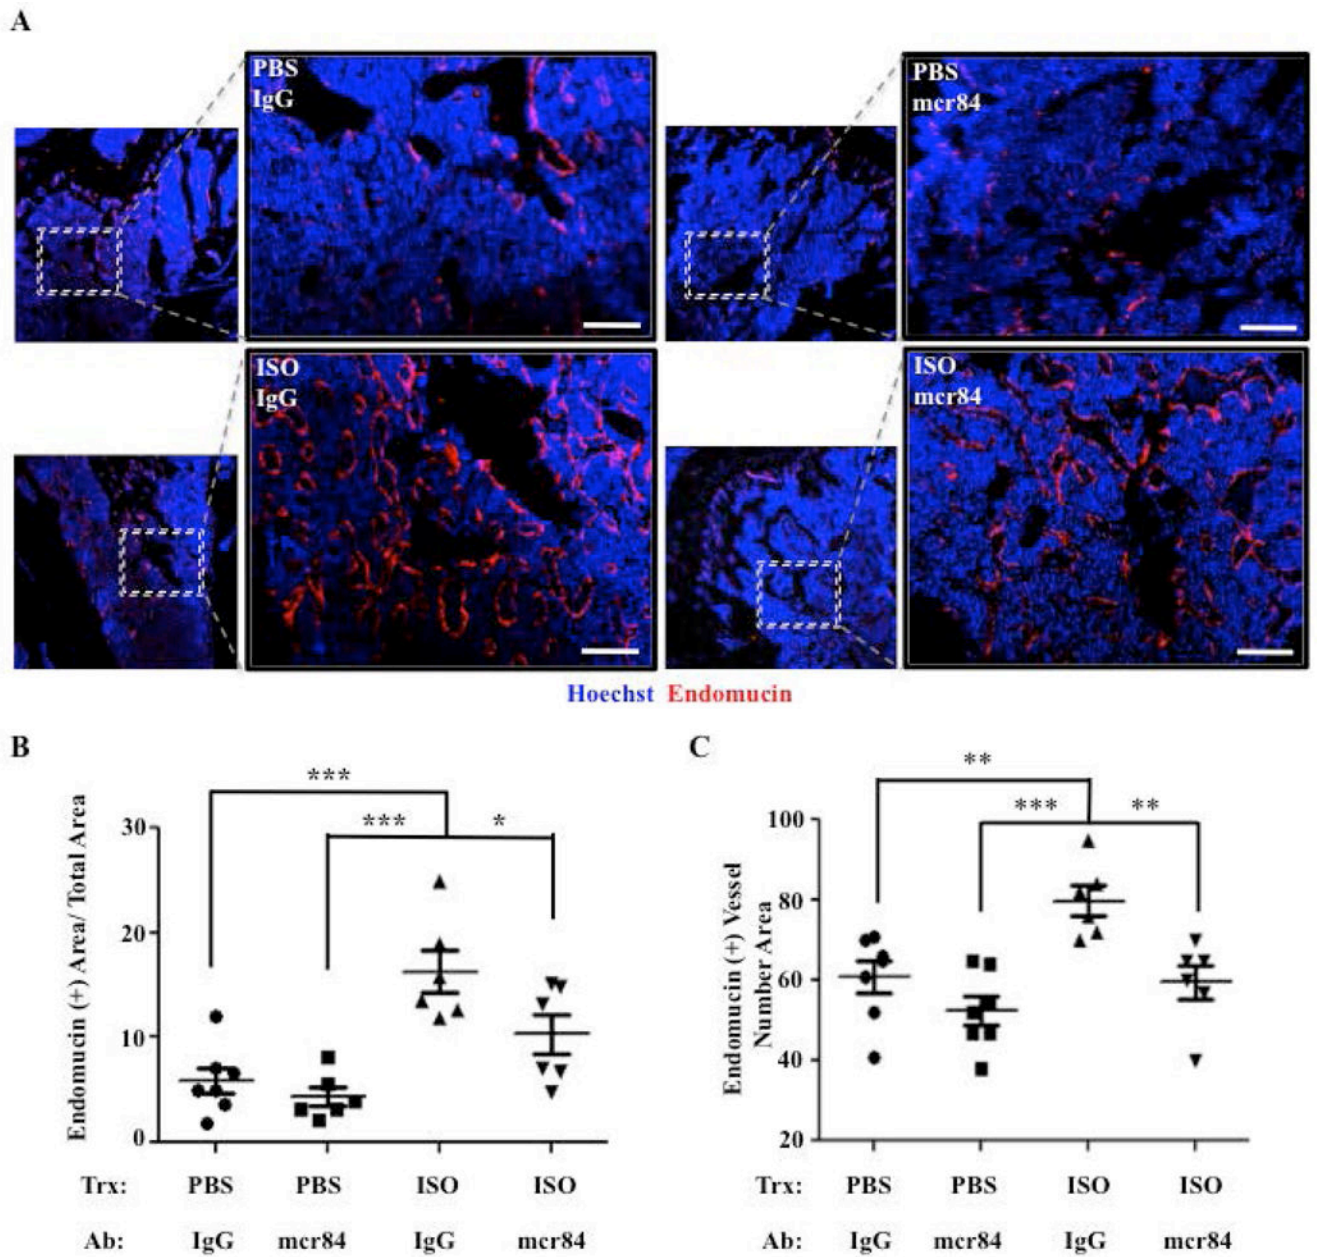 A
PBS
IgG
PBS
mcr84
ISO
IgG
ISO
mcr84
Hoechst Endomucin
B
Endomucin (+) Area/ Total Area
30
20
10
0
***
***
*
Trx: PBS PBS ISO ISO
Ab: IgG mcr84 IgG mcr84
C
Endomucin (+) Vessel
Number Area
100
80
60
40
20
**
***
**
Trx: PBS PBS ISO ISO
Ab: IgG mcr84 IgG mcr84